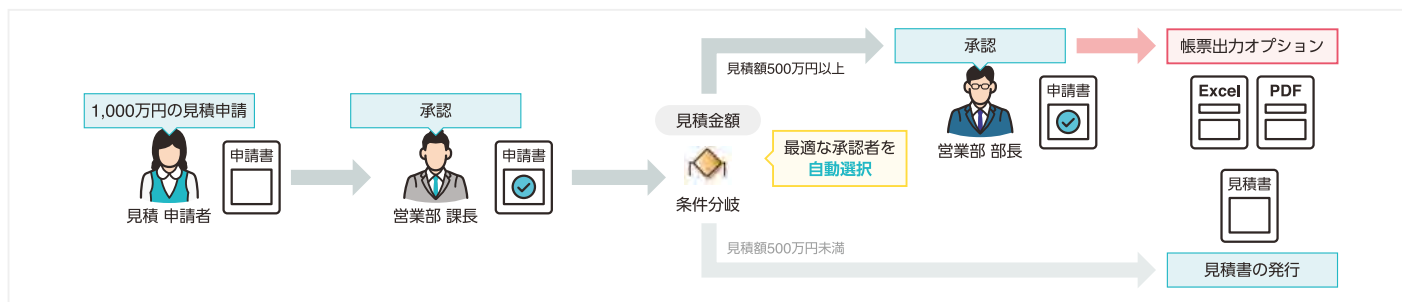 1,000万円の見積申請
申請書
見積 申請者
承認
申請書
営業部 課長
見積金額
条件分岐
最適な承認者を
自動選択
見積額500万円以上
承認
申請書
営業部 部長
帳票出力オプション
Excel
PDF
見積額500万円未満
見積書
見積書の発行